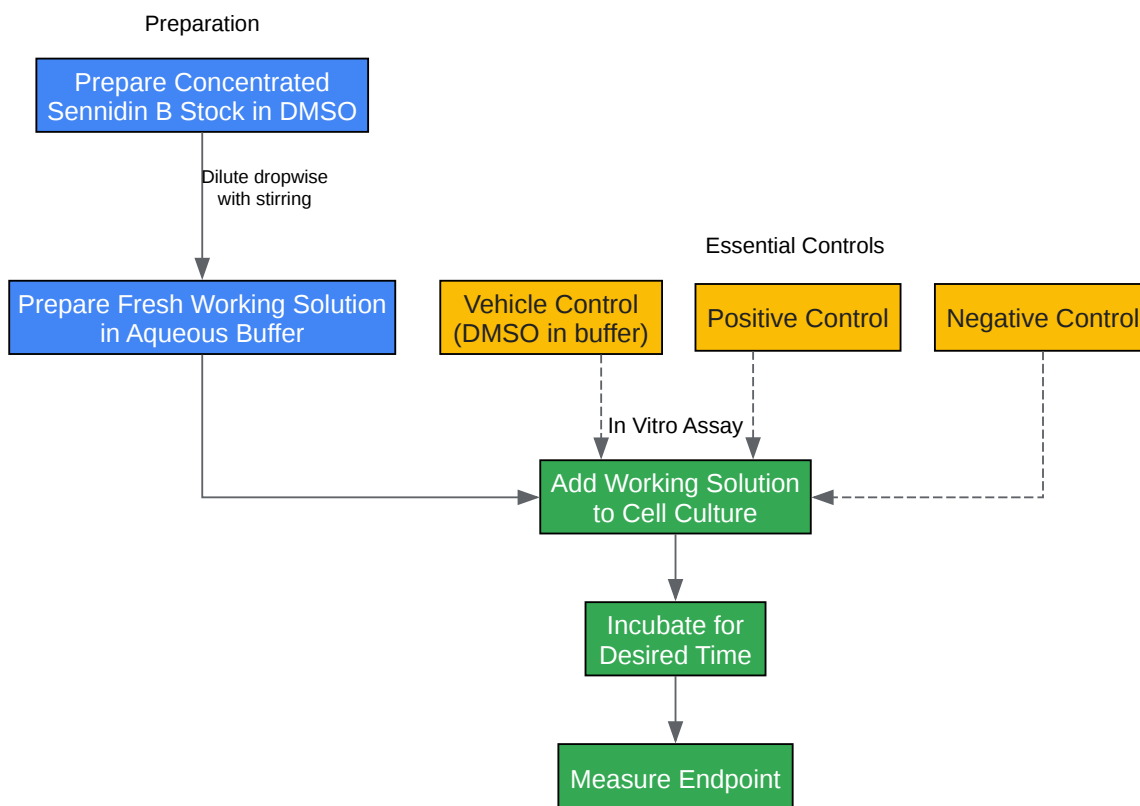 Preparation
Prepare Concentrated
Sennidin B Stock in DMSO
Dilute dropwise
with stirring
Essential Controls
Prepare Fresh Working Solution
in Aqueous Buffer
Vehicle Control
(DMSO in buffer)
Positive Control
Negative Control
In Vitro Assay
Add Working Solution
to Cell Culture
Incubate for
Desired Time
Measure Endpoint